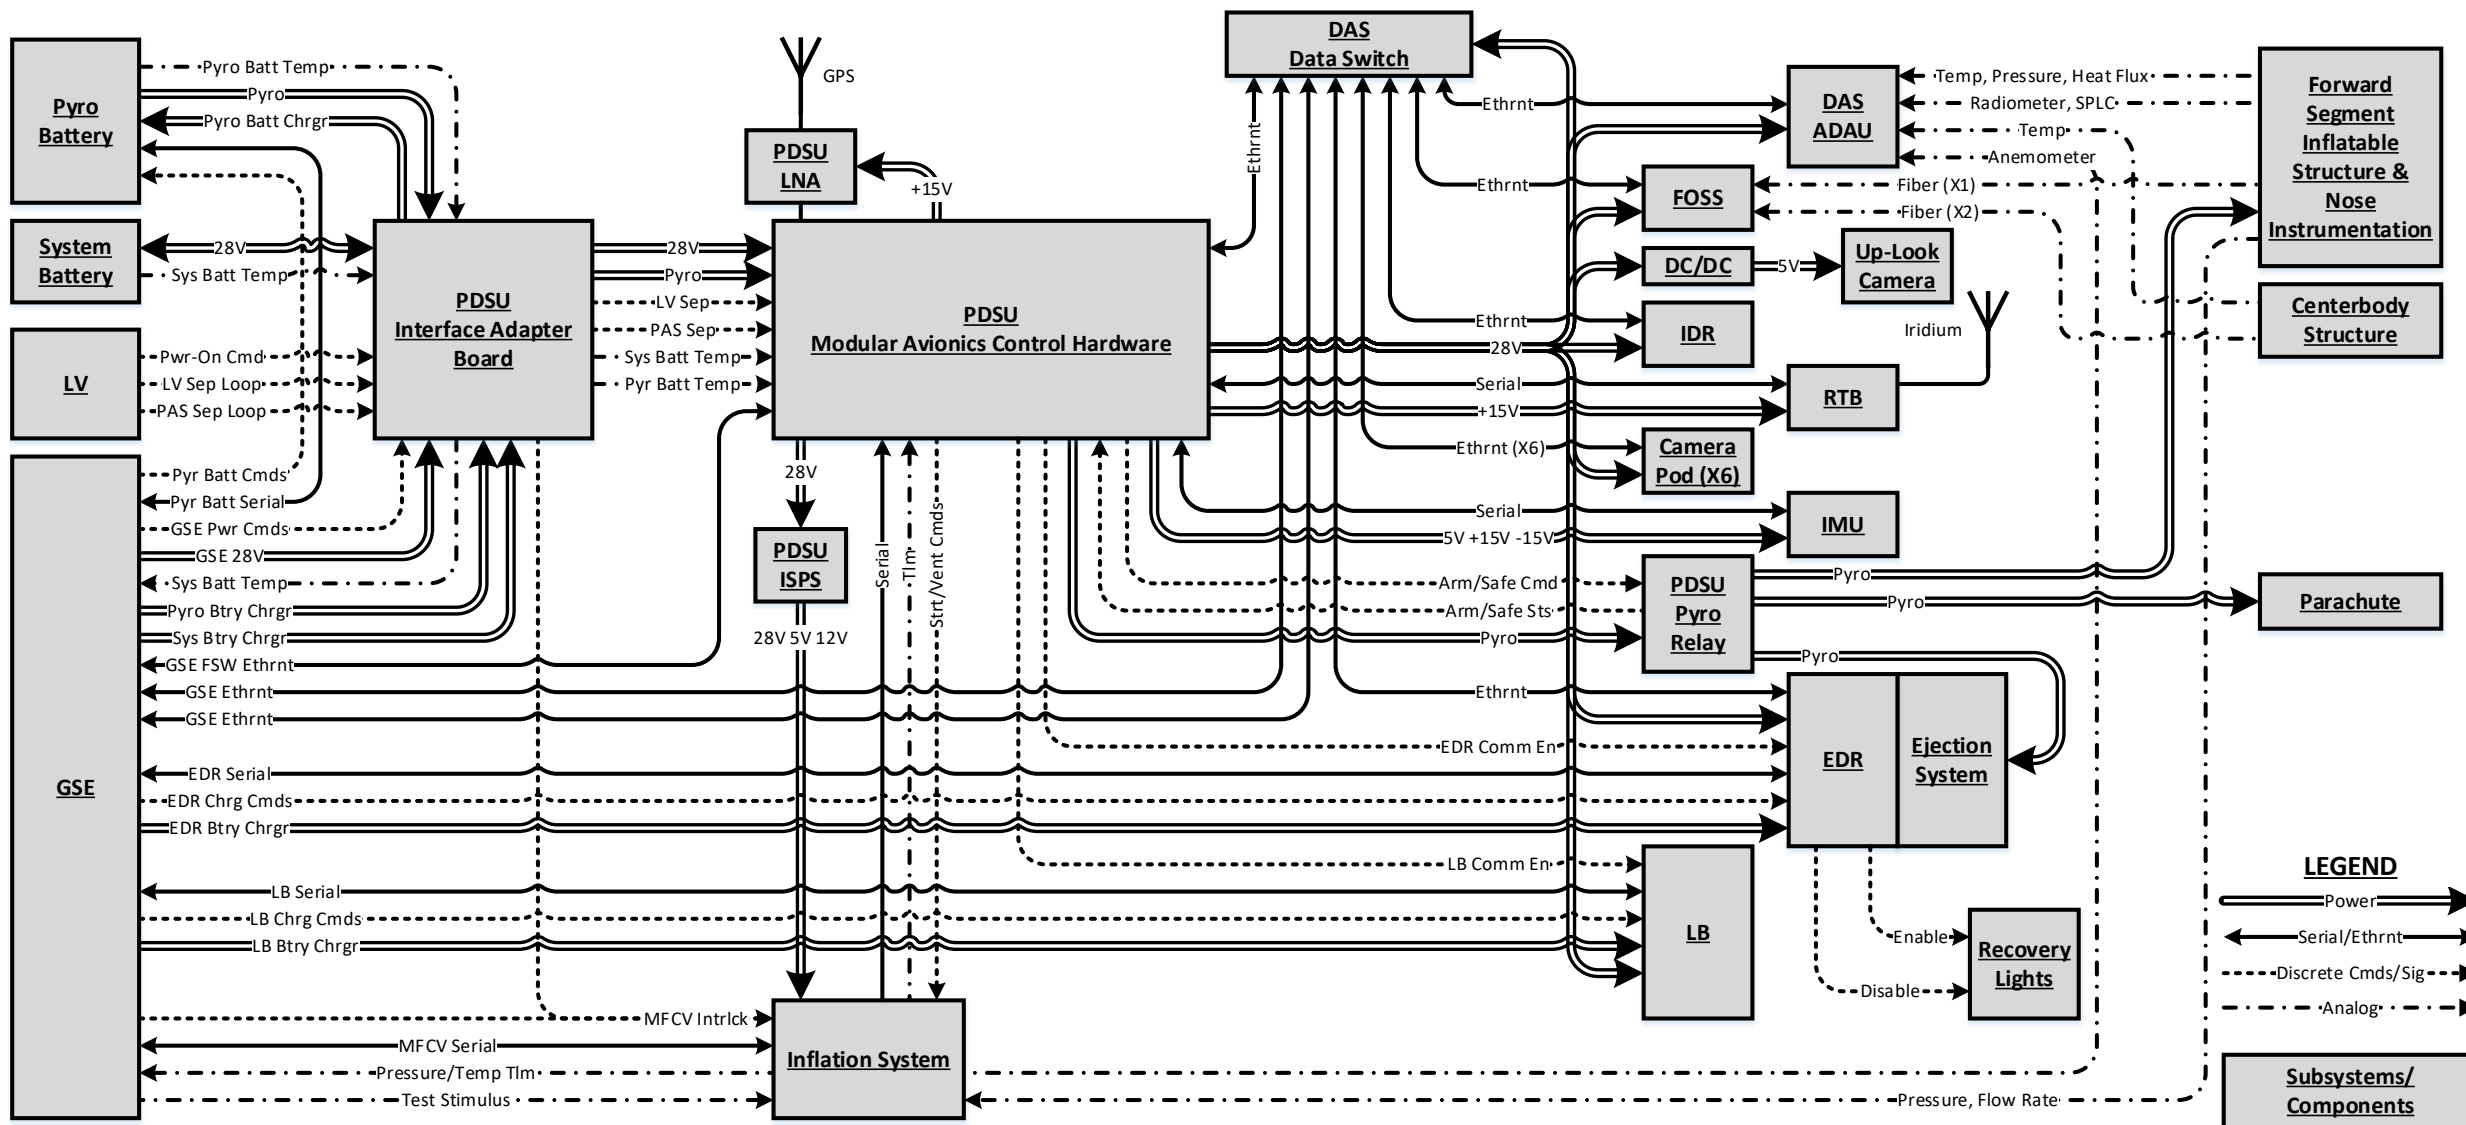 Pyro
Battery
Pyro Batt Temp
Pyro
Pyro Batt Chrgr
System
Battery
28V
Sys Batt Temp
LV
Pwr-On Cmd
LV Sep Loop
PAS Sep Loop
GSE
Pyr Batt Cmds
Pyr Batt Serial
GSE Pwr Cmds
GSE 28V
Sys Batt Temp
Pyro Btry Chrgr
Sys Btry Chrgr
GSE FSW Ethrnt
GSE Ethrnt
GSE Ethrnt
EDR Serial
EDR Chrg Cmds
EDR Btry Chrgr
LB Serial
LB Chrg Cmds
LB Btry Chrgr
MFCV Intrlck
MFCV Serial
Pressure/Temp Tlm
Test Stimulus
PDSU
Interface Adapter
Board
28V
Pyro
LV Sep
PAS Sep
Sys Batt Temp
Pyr Batt Temp
GPS
PDSU
LNA
+15V
PDSU
Modular Avionics Control Hardware
28V
PDSU
ISPS
28V 5V 12V
Serial
Tlm
Strt/Vent Cmds
Inflation System
DAS
Data Switch
Ethrnt
Ethrnt
Ethrnt
Ethrnt
28V
Serial
+15V
Ethrnt (X6)
Serial
5V +15V -15V
Arm/Safe Cmd
Arm/Safe Sts
Pyro
Ethrnt
EDR Comm En
LB Comm En
DAS
ADAU
FOSS
DC/DC
5V
Up-Look
Camera
IDR
Iridium
RTB
Camera
Pod (X6)
IMU
PDSU
Pyro
Relay
Pyro
Pyro
Pyro
EDR
Ejection
System
LB
Enable
Disable
Recovery
Lights
Temp, Pressure, Heat Flux
Radiometer, SPLC
Temp
Anemometer
Fiber (X1)
Fiber (X2)
Forward
Segment
Inflatable
Structure &
Nose
Instrumentation
Centerbody
Structure
Parachute
Pressure, Flow Rate
LEGEND
Power
Serial/Ethrnt
Discrete Cmds/Sig
Analog
Subsystems/
Components